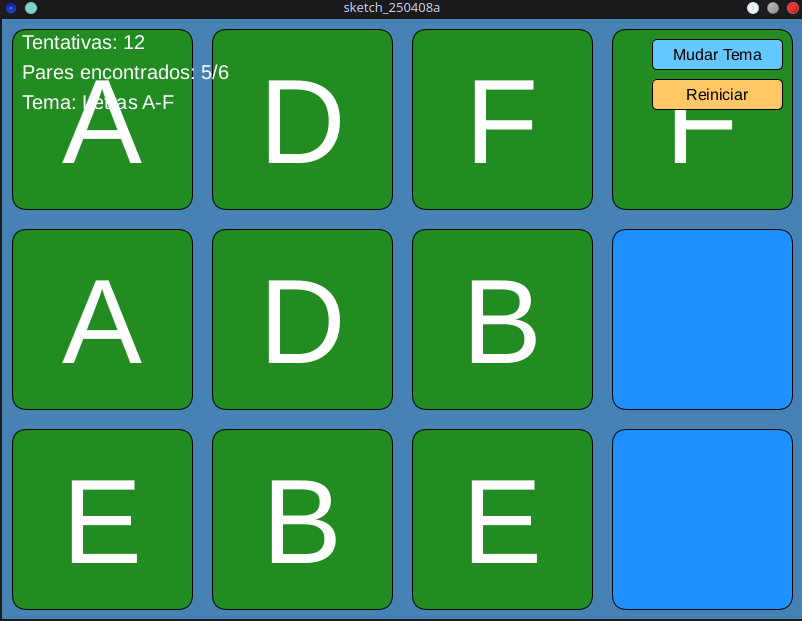 sketch_250408a
Tentativas: 12
Pares encontrados: 5/6
Tema: Letras A-F
Mudar Tema
Reiniciar
A D F F
A D B
E B E